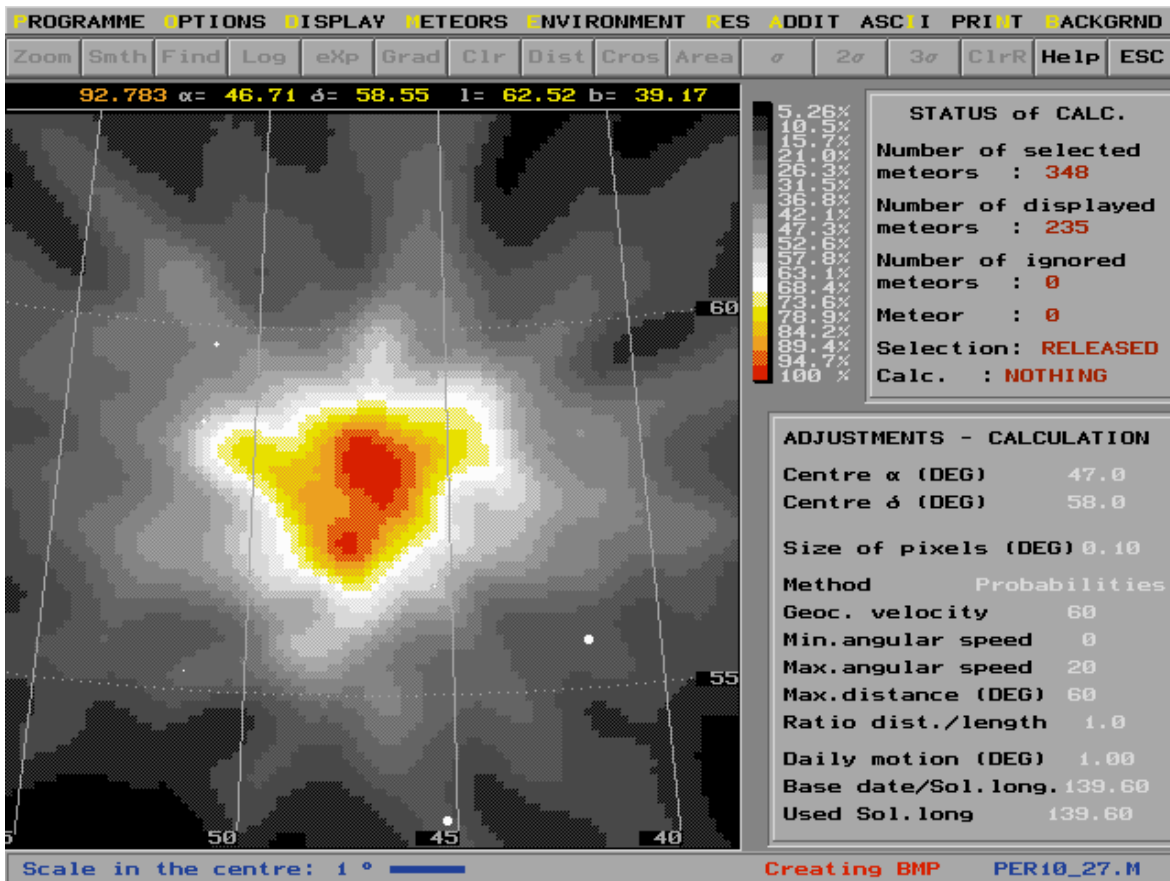 PROGRAMME OPTIONS DISPLAY METEORS ENVIRONMENT RES ADDIT ASCII PRINT BACKGRND
Zoom Smth Find Log eXp Grad Clr Dist Cros Area σ 2σ 3σ ClrR Help ESC
92.783 α= 46.71 δ= 58.55 l= 62.52 b= 39.17
60
55
5
50
45
40
5.26%
10.5%
15.7%
21.0%
26.3%
31.5%
36.8%
42.1%
47.3%
52.6%
57.8%
63.1%
68.4%
73.6%
78.9%
84.2%
89.4%
94.7%
100 %
STATUS of CALC.
Number of selected
meteors : 348
Number of displayed
meteors : 235
Number of ignored
meteors : 0
Meteor : 0
Selection: RELEASED
Calc. : NOTHING
ADJUSTMENTS - CALCULATION
Centre α (DEG) 47.0
Centre δ (DEG) 58.0
Size of pixels (DEG) 0.10
Method Probabilities
Geoc. velocity 60
Min.angular speed 0
Max.angular speed 20
Max.distance (DEG) 60
Ratio dist./length 1.0
Daily motion (DEG) 1.00
Base date/Sol.long. 139.60
Used Sol.long 139.60
Scale in the centre: 1 °
Creating BMP PER10_27.M